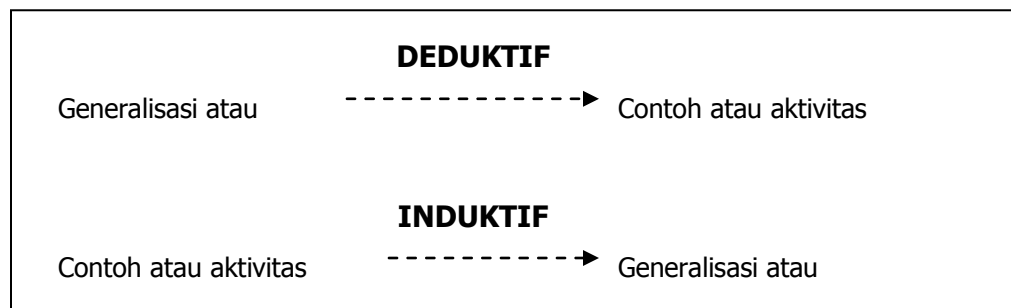 DEDUKTIF
Generalisasi atau Contoh atau aktivitas
INDUKTIF
Contoh atau aktivitas Generalisasi atau